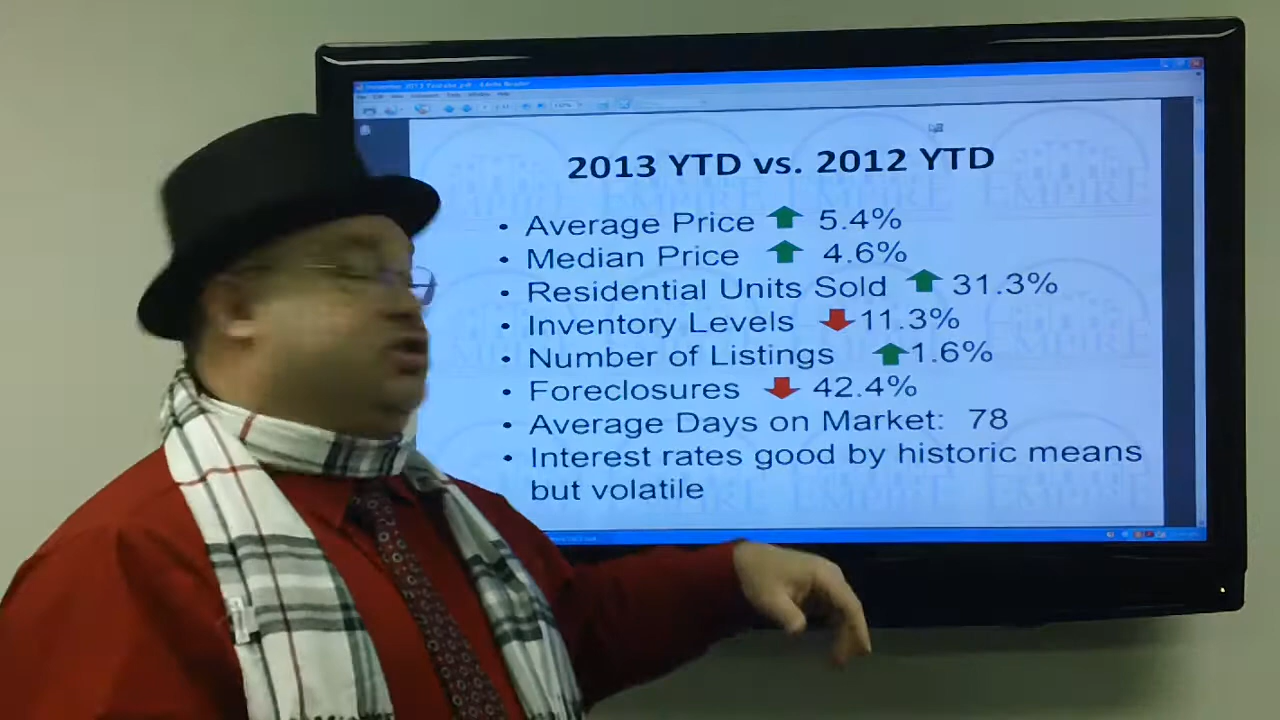 2013 YTD vs. 2012 YTD
• Average Price 5.4%
• Median Price 4.6%
• Residential Units Sold 31.3%
• Inventory Levels 11.3%
• Number of Listings 1.6%
• Foreclosures 42.4%
• Average Days on Market: 78
• Interest rates good by historic means
but volatile
EMPIRE